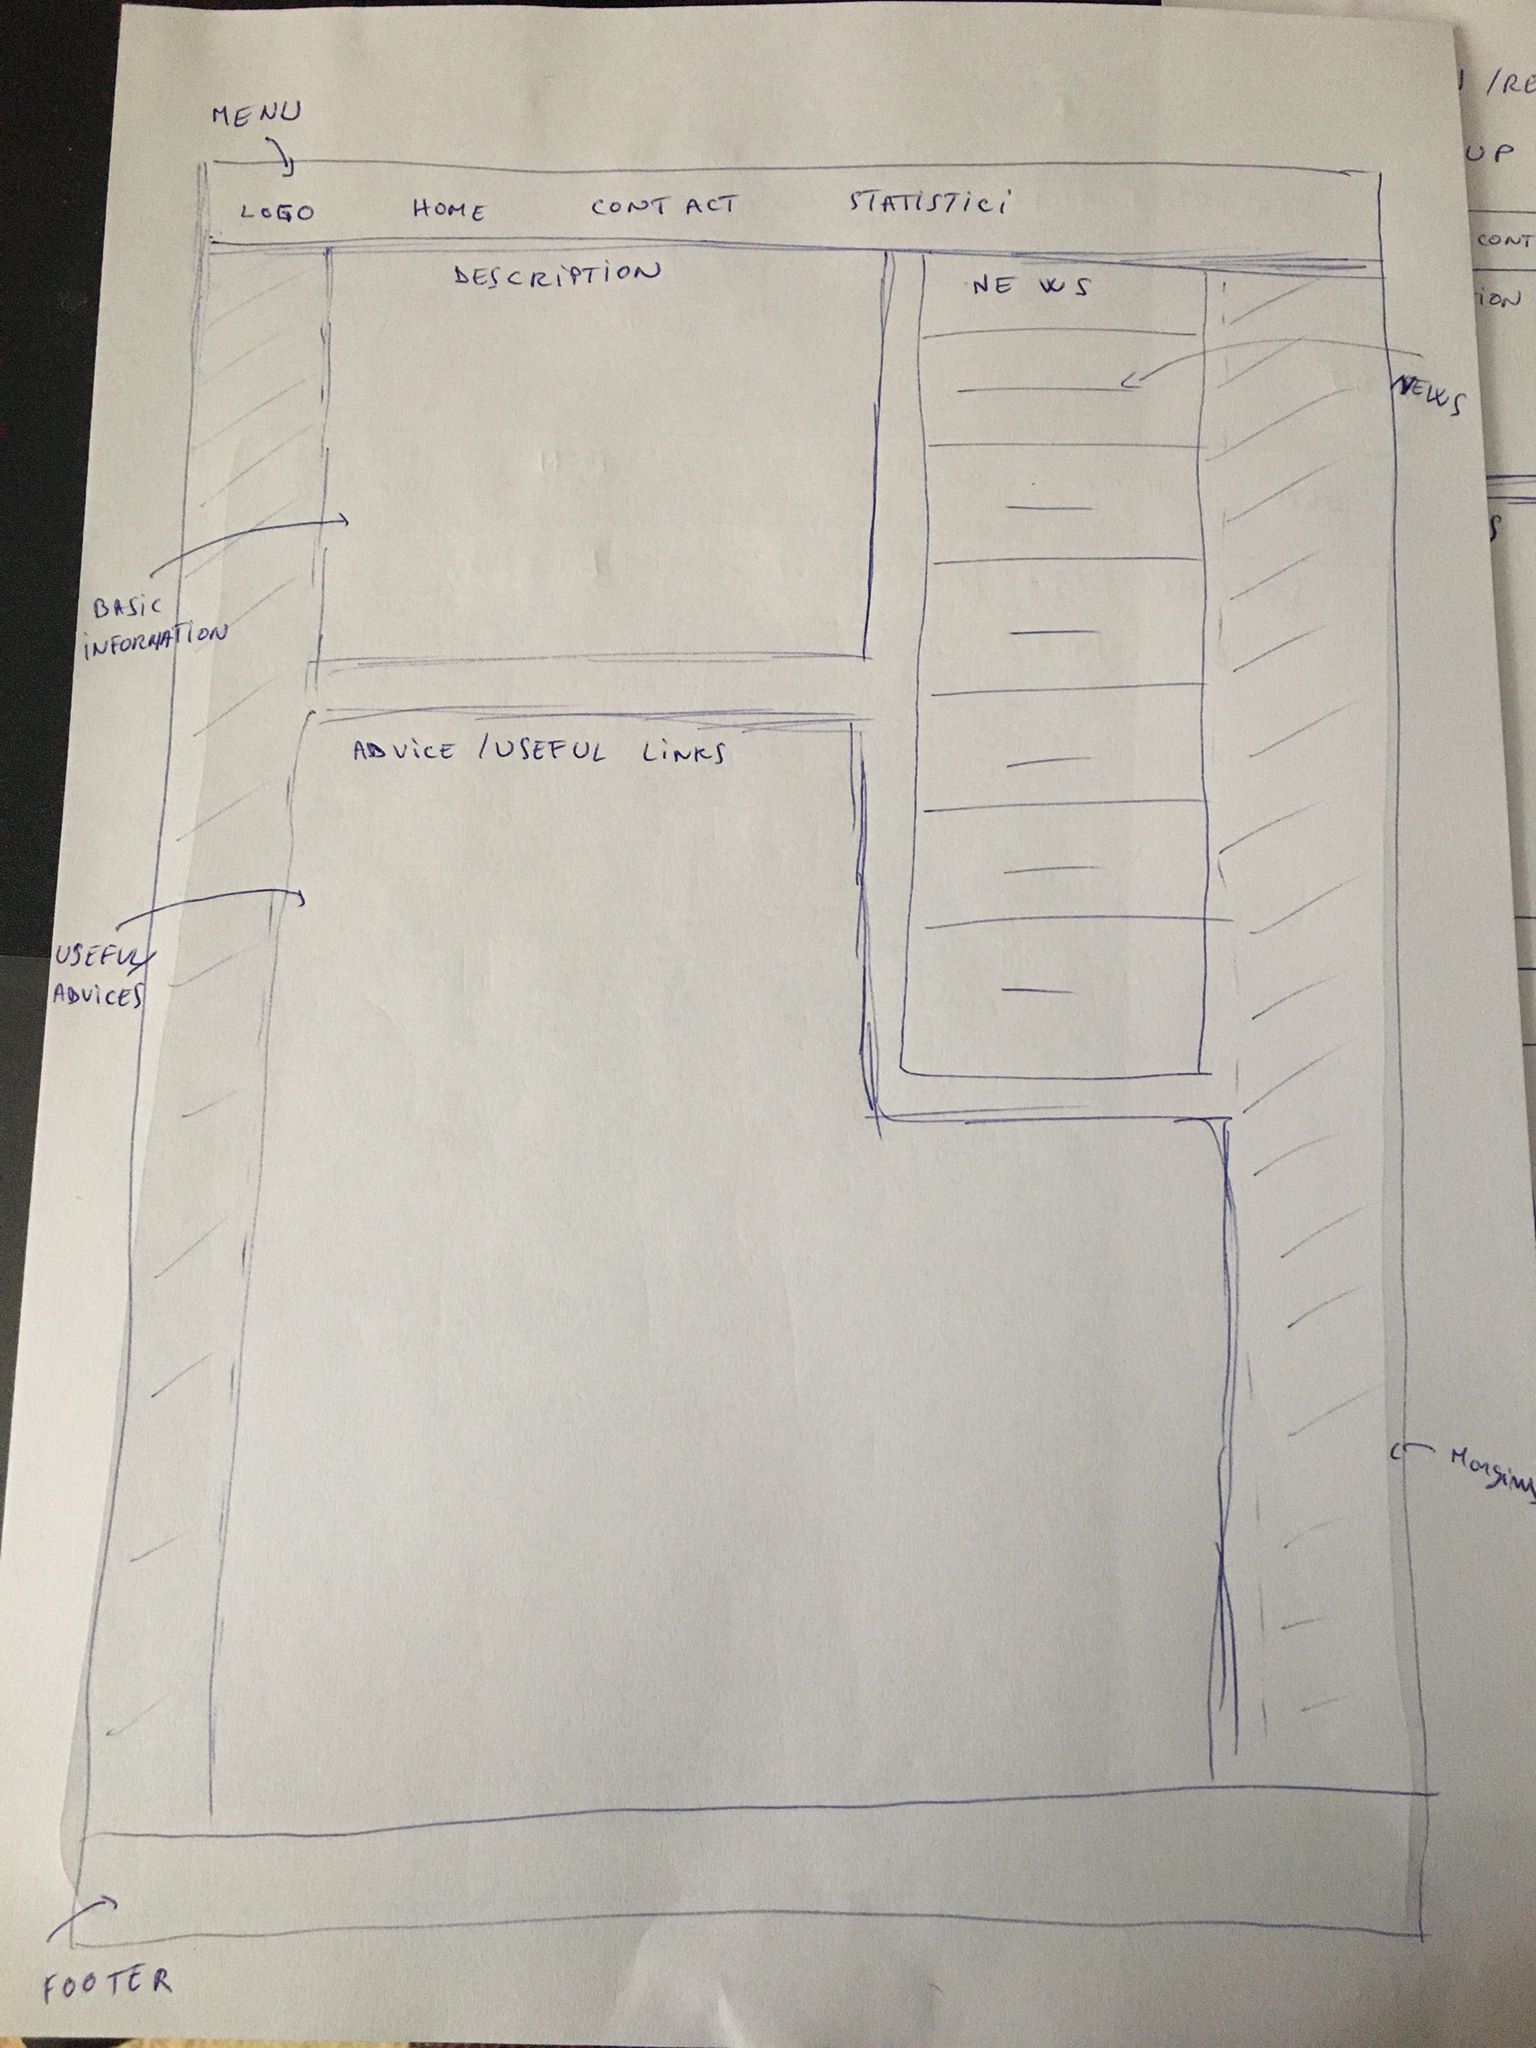 MENU
LOGO HOME CONTACT STATISTICI
DESCRIPTION
NEWS
NEWS
BASIC
INFORMATION
ADVICE / USEFUL LINKS
USEFUL
ADVICES
Margins
FOOTER
/RE
UP
CONT
ION
S